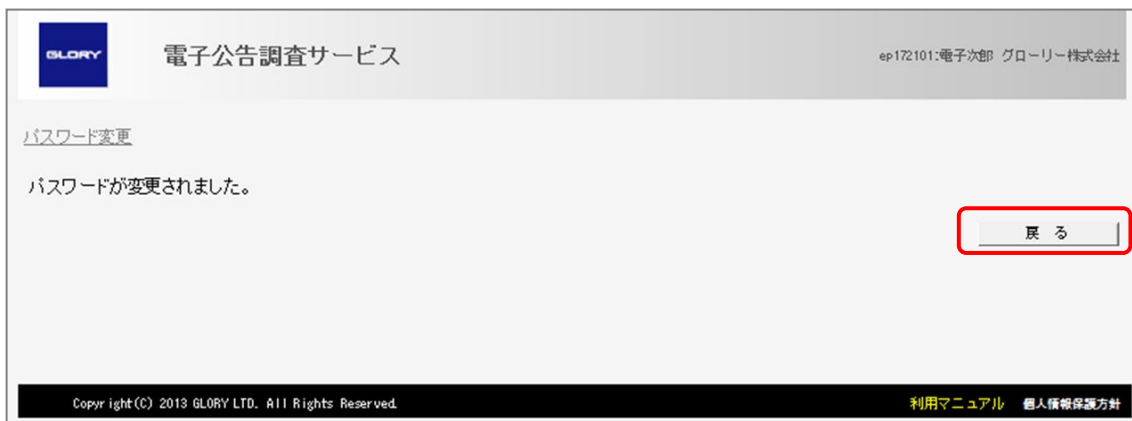 GLORY
電子公告調査サービス
ep172101:電子次郎 グローリー株式会社
パスワード変更
パスワードが変更されました。
戻 る
Copyright(C) 2013 GLORY LTD. All Rights Reserved.
利用マニュアル 個人情報保護方針